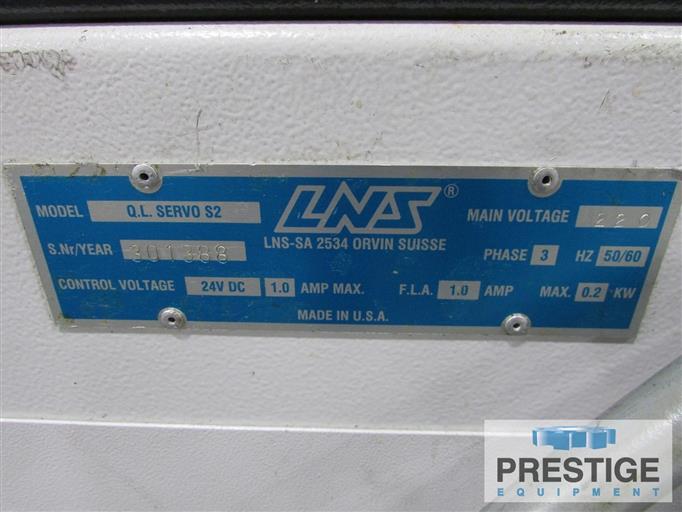 LNS®
MODEL Q.L. SERVO S2
MAIN VOLTAGE 220
LNS-SA 2534 ORVIN SUISSE
S.Nr/YEAR 301388
PHASE 3 HZ 50/60
CONTROL VOLTAGE 24V DC 1.0 AMP MAX. F.L.A. 1.0 AMP MAX. 0.2 KW
MADE IN U.S.A.
PRESTIGE
EQUIPMENT